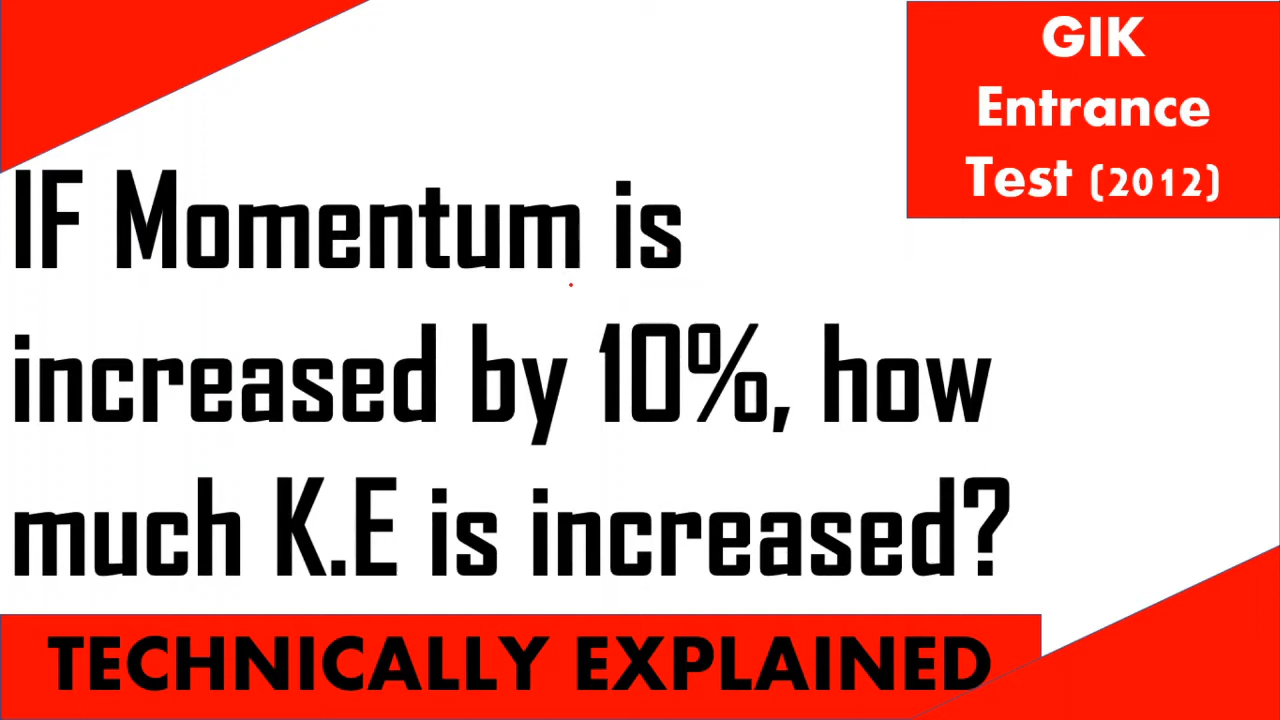 GIK
Entrance
Test (2012)
IF Momentum is
increased by 10%, how
much K.E is increased?
TECHNICALLY EXPLAINED